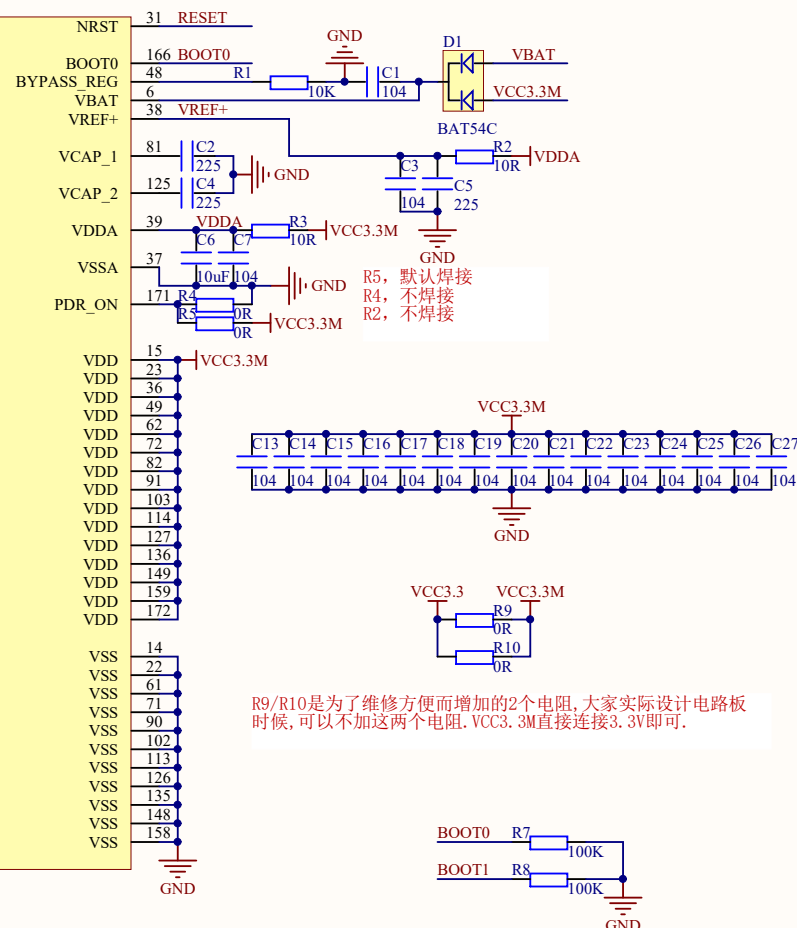 NRST 31 RESET
GND
D1
VBAT
BOOT0 166 BOOT0
BYPASS_REG 48 R1 10K C1 104
VBAT 6
VCC3.3M
VREF+ 38 VREF+
BAT54C
VCAP_1 81 C2 225
GND
C3 104
C5 225
R2 10R VDDA
VCAP_2 125 C4 225
GND
VDDA 39 VDDA R3 10R VCC3.3M
C6 10uF
C7 104
VSSA 37
GND
PDR_ON 171 R4 0R
R5 0R VCC3.3M
R5，默认焊接
R4，不焊接
R2，不焊接
VDD 15 VCC3.3M
VDD 23
VDD 36
VDD 49
VDD 62
VDD 72
VDD 82
VDD 91
VDD 103
VDD 114
VDD 127
VDD 136
VDD 149
VDD 159
VDD 172
VCC3.3M
C13 C14 C15 C16 C17 C18 C19 C20 C21 C22 C23 C24 C25 C26 C27
104 104 104 104 104 104 104 104 104 104 104 104 104 104 104
GND
VCC3.3 VCC3.3M
R9
0R
R10
0R
VSS 14
VSS 22
VSS 61
VSS 71
VSS 90
VSS 102
VSS 113
VSS 126
VSS 135
VSS 148
VSS 158
GND
R9/R10是为了维修方便而增加的2个电阻,大家实际设计电路板
时候,可以不加这两个电阻.VCC3.3M直接连接3.3V即可.
BOOT0 R7
100K
BOOT1 R8
100K
GND